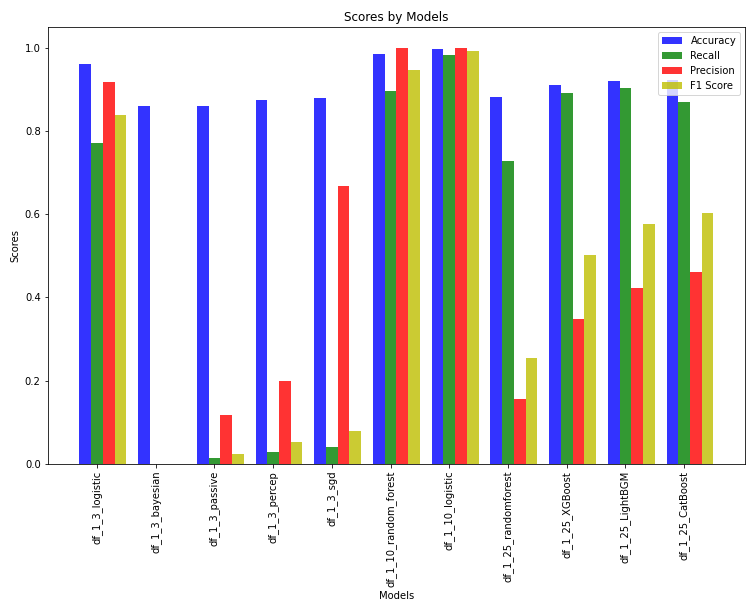 Scores by Models
Accuracy
Recall
Precision
F1 Score
Scores
1.0
0.8
0.6
0.4
0.2
0.0
df_1_3_logistic
df_1_3_bayesian
df_1_3_passive
df_1_3_percep
df_1_3_sgd
df_1_10_random_forest
df_1_10_logistic
df_1_25_randomforest
df_1_25_XGBoost
df_1_25_LightBGM
df_1_25_CatBoost
Models